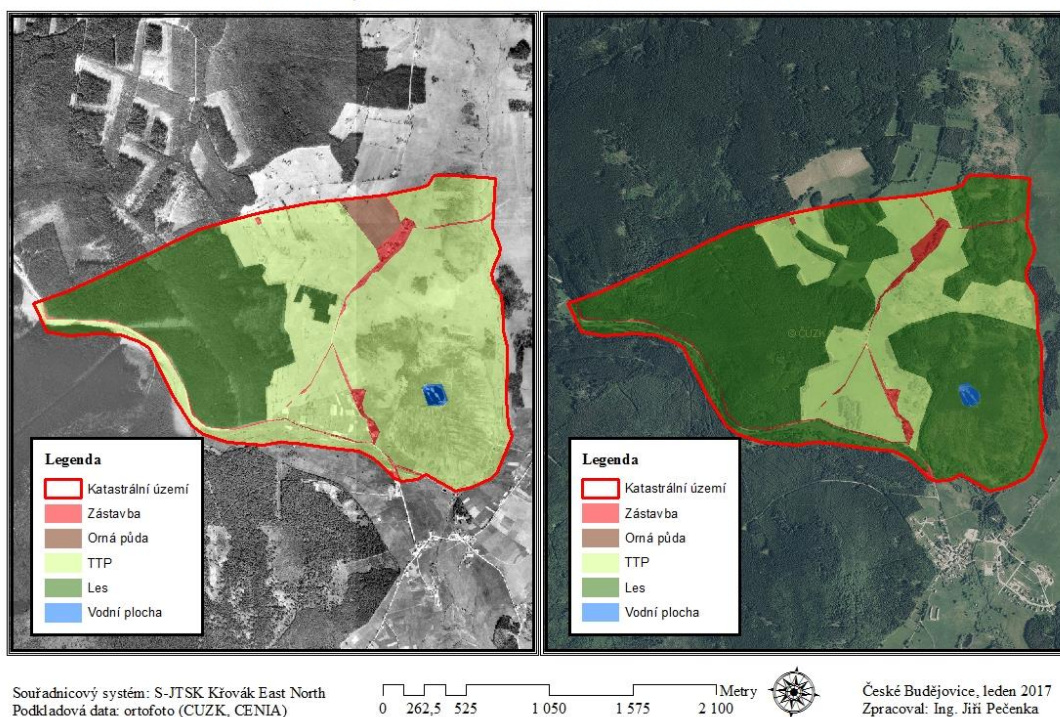 © ČÚZK
Legenda
Katastrální území
Zástavba
Orná půda
TTP
Les
Vodní plocha
Legenda
Katastrální území
Zástavba
Orná půda
TTP
Les
Vodní plocha
Souřadnicový systém: S-JTSK Křovák East North
Podkladová data: ortofoto (CUZK, CENIA)
Metry
0 262,5 525 1 050 1 575 2 100
České Budějovice, leden 2017
Zpracoval: Ing. Jiří Pečenka